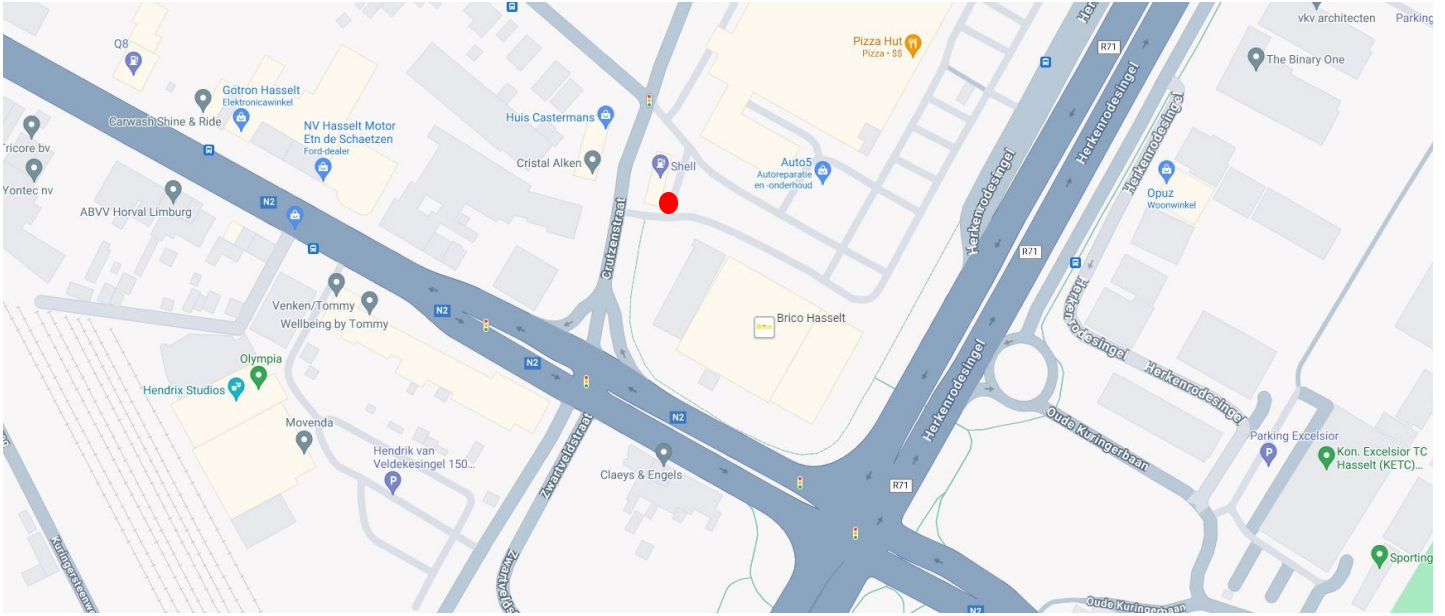 Q8
Carwash Shine & Ride
Gotron Hasselt
Elektronicawinkel
NV Hasselt Motor
Etn de Schaetzen
Ford-dealer
Tricore bv
Yontec nv
ABVV Horval Limburg
N2
Huis Castermans
Cristal Alken
Shell
Crutzenstraat
Pizza Hut
Pizza • $$
Auto5
Autoreparatie
en -onderhoud
R71
Herkenrodesingel
Herkenrodesingel
Herkenrodesingel
vkv architecten
Parking
The Binary One
Opuz
Woonwinkel
R71
Venken/Tommy
Wellbeing by Tommy
N2
N2
Brico Hasselt
Herkenrodesingel
Herken
rodesingel
Herkenrodesingel
Olympia
Hendrix Studios
Movenda
Hendrik van
Veldekesingel 150...
N2
Claeys & Engels
Zwartveldstraat
Oude Kuringerbaan
Parking Excelsior
Kon. Excelsior TC
Hasselt (KETC)...
R71
Sporting
Oude Kuringerbaan
N2